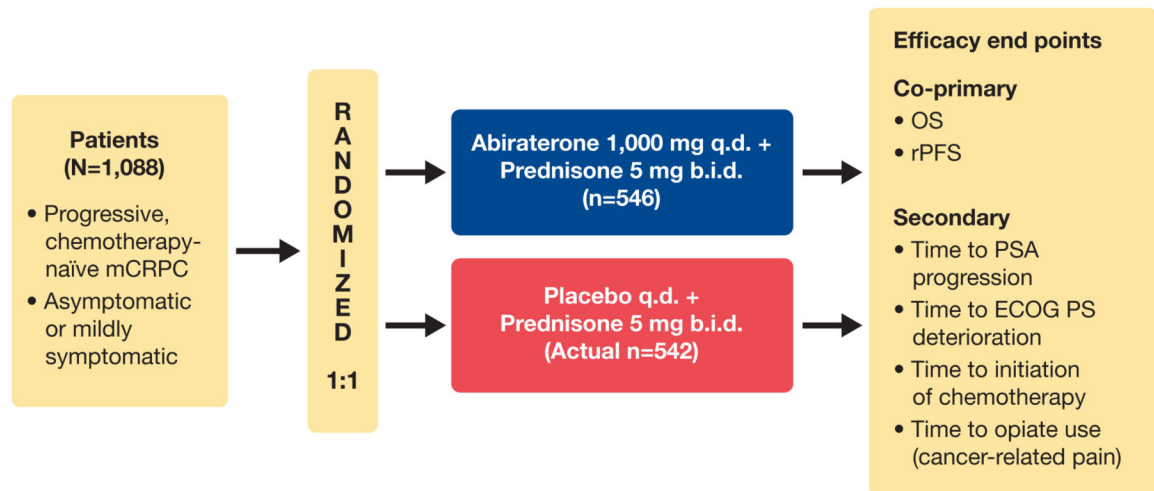 Patients
(N=1,088)
• Progressive,
chemotherapy-
naïve mCRPC
• Asymptomatic
or mildly
symptomatic
RANDOMIZED
1:1
Abiraterone 1,000 mg q.d. +
Prednisone 5 mg b.i.d.
(n=546)
Placebo q.d. +
Prednisone 5 mg b.i.d.
(Actual n=542)
Efficacy end points
Co-primary
• OS
• rPFS
Secondary
• Time to PSA
progression
• Time to ECOG PS
deterioration
• Time to initiation
of chemotherapy
• Time to opiate use
(cancer-related pain)